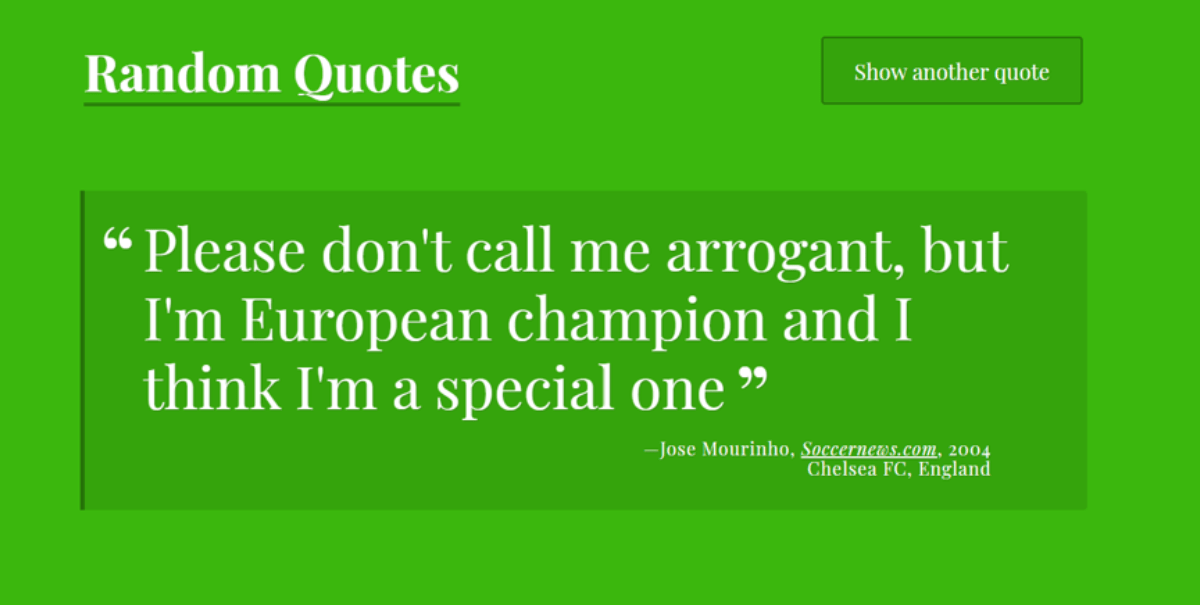 Random Quotes
Show another quote
“ Please don't call me arrogant, but
I'm European champion and I
think I'm a special one ”
—Jose Mourinho, Soccernews.com, 2004
Chelsea FC, England